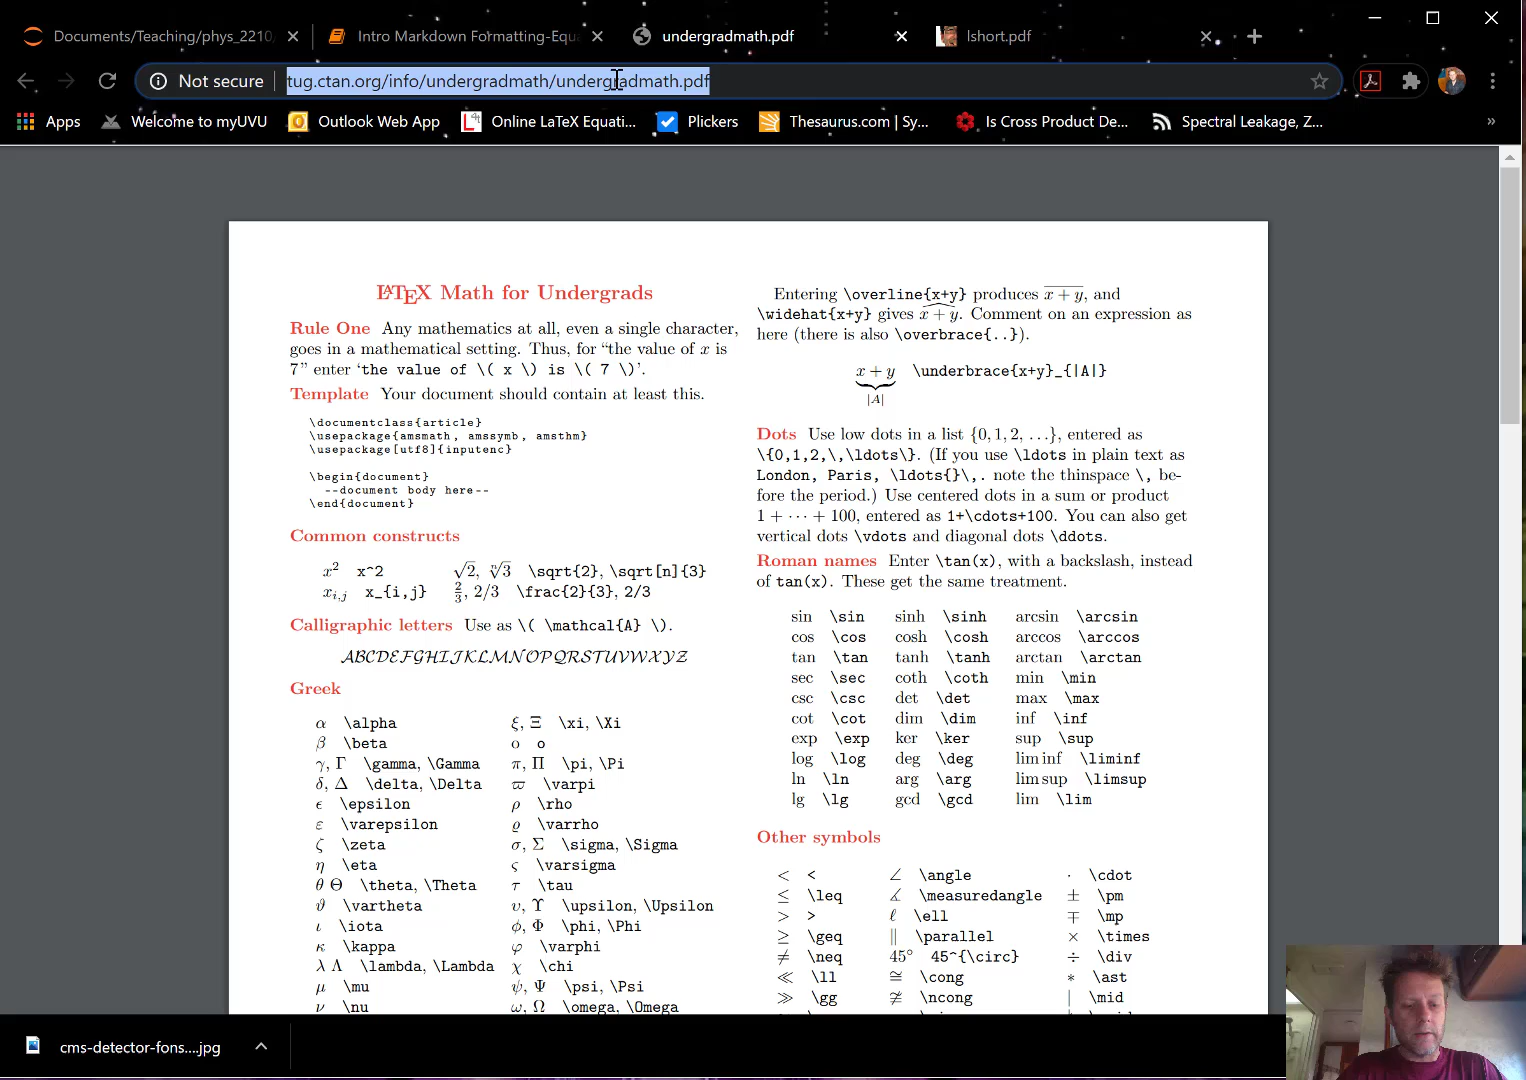 Documents/Teaching/phys_2210,
Intro Markdown Formatting-Equ
undergradmath.pdf
lshort.pdf
Not secure
tug.ctan.org/info/undergradmath/undergradmath.pdf
Apps
Welcome to myUVU
Outlook Web App
Online LaTeX Equati...
Plickers
Thesaurus.com | Sy...
Is Cross Product De...
Spectral Leakage, Z...
»
LATEX Math for Undergrads
Rule One Any mathematics at all, even a single character,
goes in a mathematical setting. Thus, for “the value of x is
7” enter ‘the value of \( x \) is \( 7 \)’.
Template Your document should contain at least this.
\documentclass{article}
\usepackage{amsmath, amssymb, amsthm}
\usepackage[utf8]{inputenc}
\begin{document}
--document body here--
\end{document}
Common constructs
x² x^2 √2, ⁿ√3 \sqrt{2}, \sqrt[n]{3}
xᵢ,ⱼ x_{i,j} 2/3, 2/3 \frac{2}{3}, 2/3
Calligraphic letters Use as \( \mathcal{A} \).
𝒜ℬ𝒞𝒟ℰℱ𝒢ℋℐ𝒥𝒦ℒℳ𝒩𝒪𝒫𝒬ℛ𝒮𝒯𝒰𝒱𝒲𝒳𝒴𝒵
Greek
α \alpha ξ, Ξ \xi, \Xi
β \beta o o
γ, Γ \gamma, \Gamma π, Π \pi, \Pi
δ, Δ \delta, \Delta ϖ \varpi
ϵ \epsilon ρ \rho
ε \varepsilon ϱ \varrho
ζ \zeta σ, Σ \sigma, \Sigma
η \eta ς \varsigma
θ Θ \theta, \Theta τ \tau
ϑ \vartheta υ, ϒ \upsilon, \Upsilon
ι \iota ϕ, Φ \phi, \Phi
κ \kappa φ \varphi
λ Λ \lambda, \Lambda χ \chi
μ \mu ψ, Ψ \psi, \Psi
ν \nu ω, Ω \omega, \Omega
Entering \overline{x+y} produces x + y, and
\widehat{x+y} gives x + y. Comment on an expression as
here (there is also \overbrace{..}).
x + y \underbrace{x+y}_{|A|}
|A|
Dots Use low dots in a list {0, 1, 2, ...}, entered as
\{0,1,2,\,\ldots\}. (If you use \ldots in plain text as
London, Paris, \ldots{}\,. note the thinspace \, be-
fore the period.) Use centered dots in a sum or product
1 + ··· + 100, entered as 1+\cdots+100. You can also get
vertical dots \vdots and diagonal dots \ddots.
Roman names Enter \tan(x), with a backslash, instead
of tan(x). These get the same treatment.
sin \sin sinh \sinh arcsin \arcsin
cos \cos cosh \cosh arccos \arccos
tan \tan tanh \tanh arctan \arctan
sec \sec coth \coth min \min
csc \csc det \det max \max
cot \cot dim \dim inf \inf
exp \exp ker \ker sup \sup
log \log deg \deg lim inf \liminf
ln \ln arg \arg lim sup \limsup
lg \lg gcd \gcd lim \lim
Other symbols
< < ∠ \angle · \cdot
≤ \leq ∡ \measuredangle ± \pm
> > ℓ \ell ∓ \mp
≥ \geq ∥ \parallel × \times
≠ \neq 45° 45^{\circ} ÷ \div
≪ \ll ≅ \cong ∗ \ast
≫ \gg ≇ \ncong | \mid
cms-detector-fons....jpg